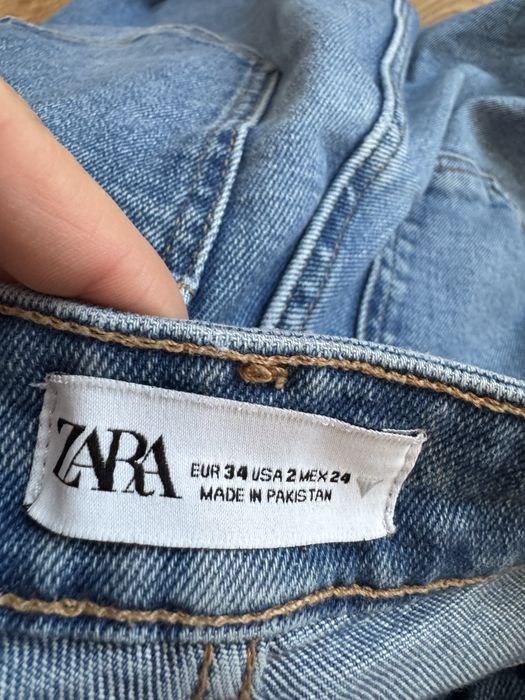 ZARA
EUR 34 USA 2 MEX 24
MADE IN PAKISTAN